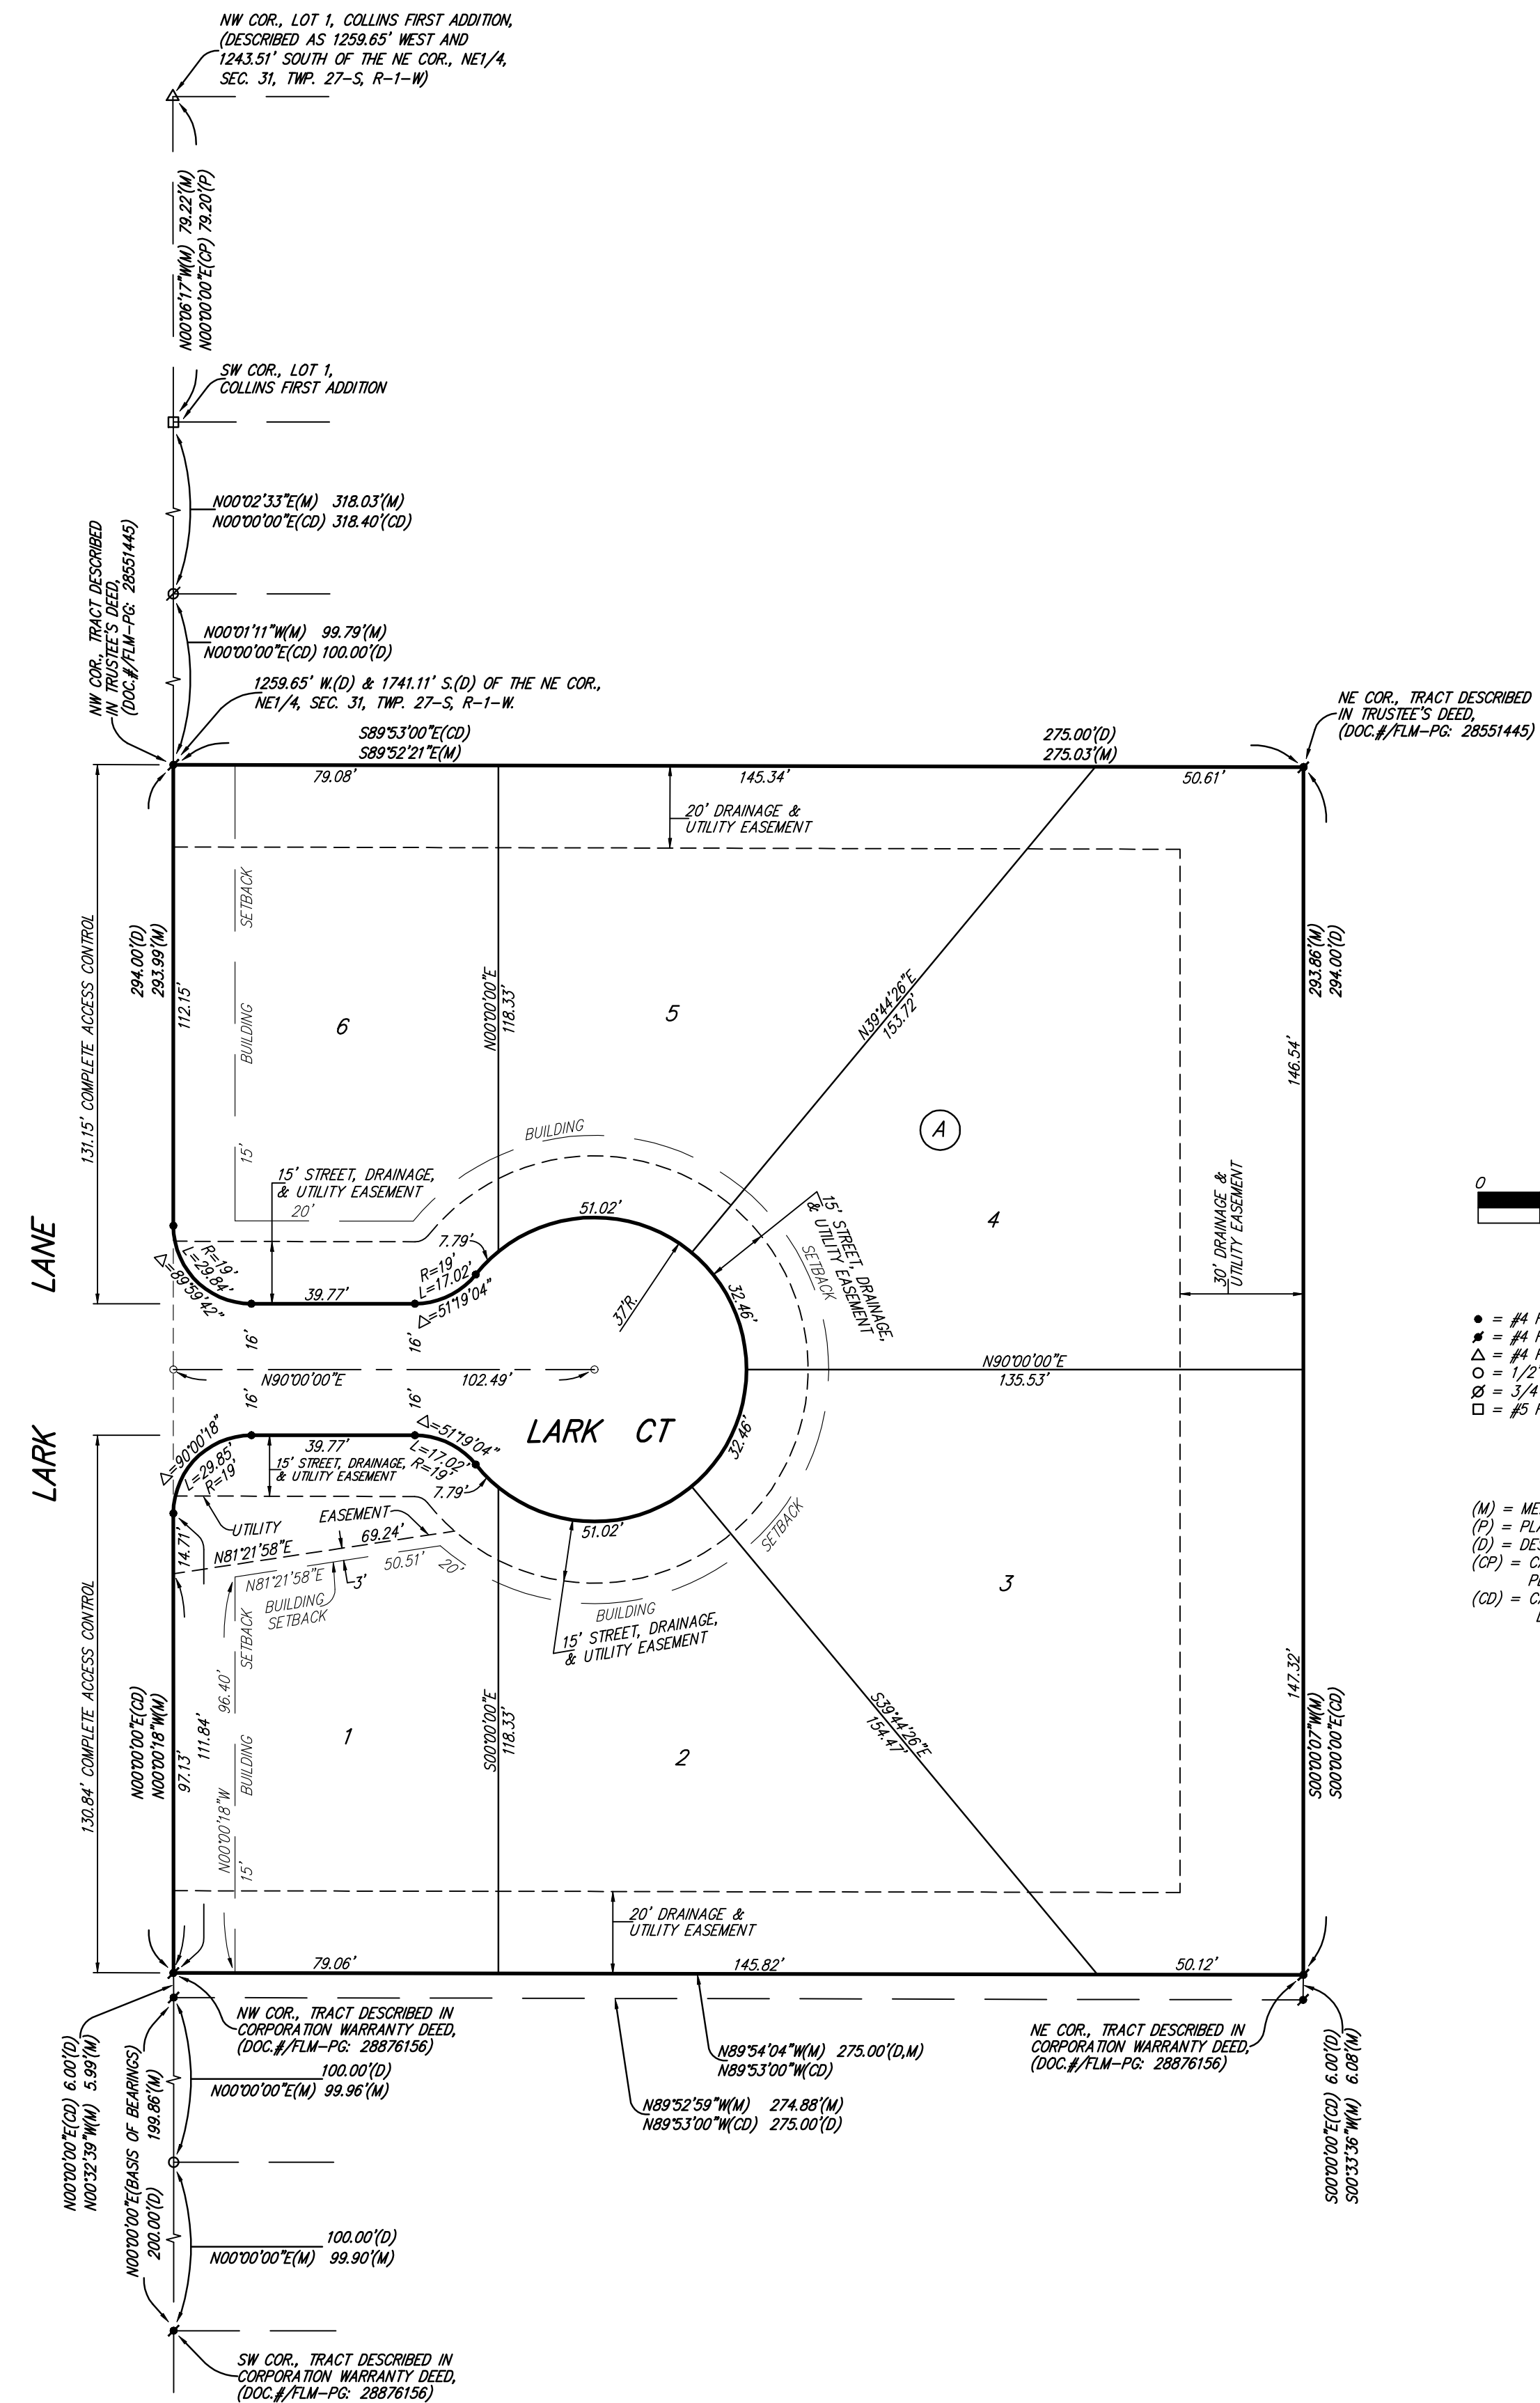 NW COR., LOT 1, COLLINS FIRST ADDITION,
(DESCRIBED AS 1259.65' WEST AND
1243.51' SOUTH OF THE NE COR., NE1/4,
SEC. 31, TWP. 27-S, R-1-W)
N00°06'17"W(M) 79.22'(M)
N00°00'00"E(CP) 79.20'(P)
SW COR., LOT 1,
COLLINS FIRST ADDITION
N00°02'33"E(M) 318.03'(M)
N00°00'00"E(CD) 318.40'(CD)
NW COR., TRACT DESCRIBED
IN TRUSTEE'S DEED,
(DOC.#/FLM-PG: 28551445)
N00°01'11"W(M) 99.79'(M)
N00°00'00"E(CD) 100.00'(D)
1259.65' W.(D) & 1741.11' S.(D) OF THE NE COR.,
NE1/4, SEC. 31, TWP. 27-S, R-1-W.
S89°53'00"E(CD)
S89°52'21"E(M)
275.00'(D)
275.03'(M)
NE COR., TRACT DESCRIBED
IN TRUSTEE'S DEED,
(DOC.#/FLM-PG: 28551445)
79.08'
145.34'
50.61'
20' DRAINAGE &
UTILITY EASEMENT
131.15' COMPLETE ACCESS CONTROL
294.00'(D)
293.99'(M)
112.15'
SETBACK
BUILDING
15'
6
N00°00'00"E
118.33'
5
N39°44'26"E
153.72'
293.86'(M)
294.00'(D)
146.54'
A
BUILDING
15' STREET, DRAINAGE,
& UTILITY EASEMENT
20'
51.02'
7.79'
15' STREET, DRAINAGE,
& UTILITY EASEMENT
SETBACK
4
30' DRAINAGE &
UTILITY EASEMENT
0
LANE
R=19'
L=29.84'
△=89°59'42"
39.77'
R=19'
L=17.02'
△=51°19'04"
37'R.
32.46'
16'
16'
N90°00'00"E
102.49'
N90°00'00"E
135.53'
● = #4
= #4
△ = #4
○ = 1/2"
Ø = 3/4
□ = #5
LARK
16'
16'
LARK CT
△=90°00'18"
L=29.85'
R=19'
39.77'
△=51°19'04"
L=17.02'
R=19'
15' STREET, DRAINAGE,
& UTILITY EASEMENT
7.79'
32.46'
51.02'
SETBACK
UTILITY
EASEMENT
14.71'
N81°21'58"E
69.24'
N81°21'58"E
50.51'
20'
3'
BUILDING
SETBACK
BUILDING
15' STREET, DRAINAGE,
& UTILITY EASEMENT
3
(M) =
(P) =
(D) =
(CP) =
(CD) =
130.84' COMPLETE ACCESS CONTROL
N00°00'00"E(CD)
N00°00'18"W(M)
97.13'
111.84'
96.40'
N00°00'18"W
SETBACK
BUILDING
15'
1
S00°00'00"E
118.33'
2
S39°44'26"E
154.47'
147.32'
S00°00'07"W(M)
S00°00'00"E(CD)
20' DRAINAGE &
UTILITY EASEMENT
79.06'
145.82'
50.12'
NW COR., TRACT DESCRIBED IN
CORPORATION WARRANTY DEED,
(DOC.#/FLM-PG: 28876156)
N89°54'04"W(M) 275.00'(D,M)
N89°53'00"W(CD)
NE COR., TRACT DESCRIBED IN
CORPORATION WARRANTY DEED,
(DOC.#/FLM-PG: 28876156)
100.00'(D)
N00°00'00"E(M) 99.96'(M)
N89°52'59"W(M) 274.88'(M)
N89°53'00"W(CD) 275.00'(D)
N00°00'00"E(CD) 6.00'(D)
N00°32'39"W(M) 5.99'(M)
N00°00'00"E(BASIS OF BEARINGS)
199.86'(M)
200.00'(D)
S00°00'00"E(CD) 6.00'(D)
S00°33'36"W(M) 6.08'(M)
100.00'(D)
N00°00'00"E(M) 99.90'(M)
SW COR., TRACT DESCRIBED IN
CORPORATION WARRANTY DEED,
(DOC.#/FLM-PG: 28876156)